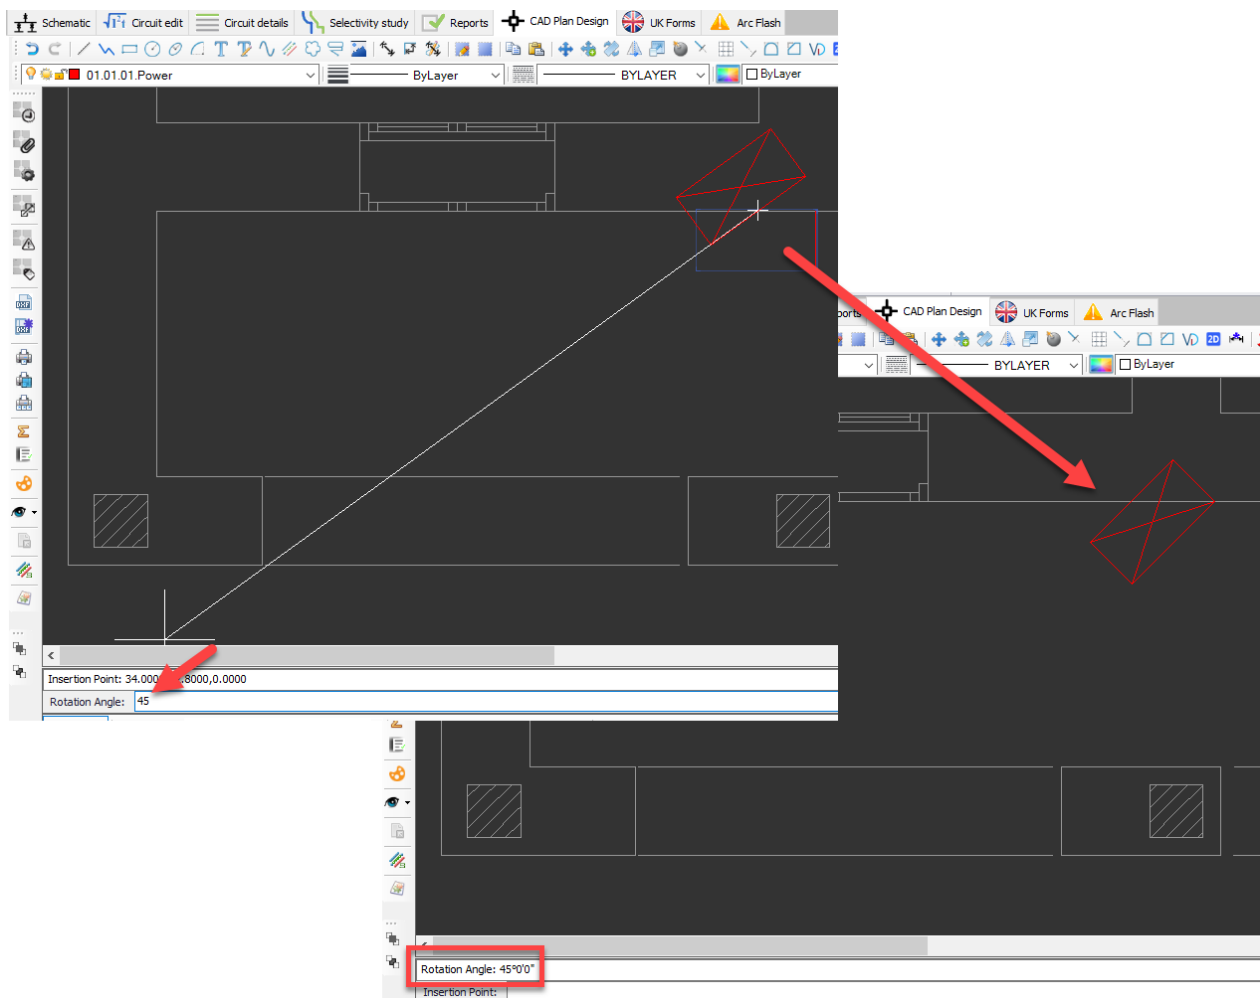 Schematic Circuit edit Circuit details Selectivity study Reports CAD Plan Design UK Forms Arc Flash
01.01.01.Power ByLayer BYLAYER ByLayer
CAD Plan Design UK Forms Arc Flash
2D
BYLAYER ByLayer
Insertion Point: 34.000 8000,0.0000
Rotation Angle: 45
Rotation Angle: 45°0'0"
Insertion Point: